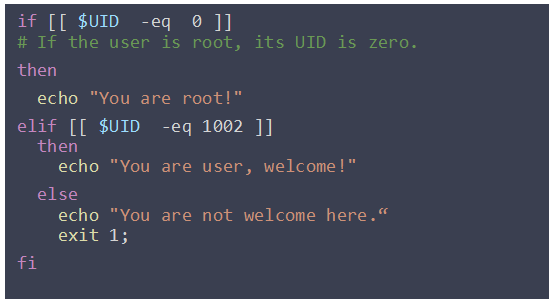 if [[ $UID  -eq  0 ]]
# If the user is root, its UID is zero.
then
  echo "You are root!"
elif [[ $UID  -eq 1002 ]]
  then
    echo "You are user, welcome!"
  else
    echo "You are not welcome here.“
    exit 1;
fi